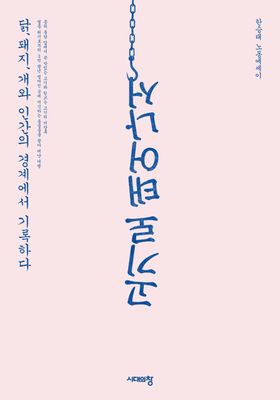 한승태 노동에세이
고기로 태어나서
닭, 돼지, 개와 인간의 경계에서 기록하다
시대의창